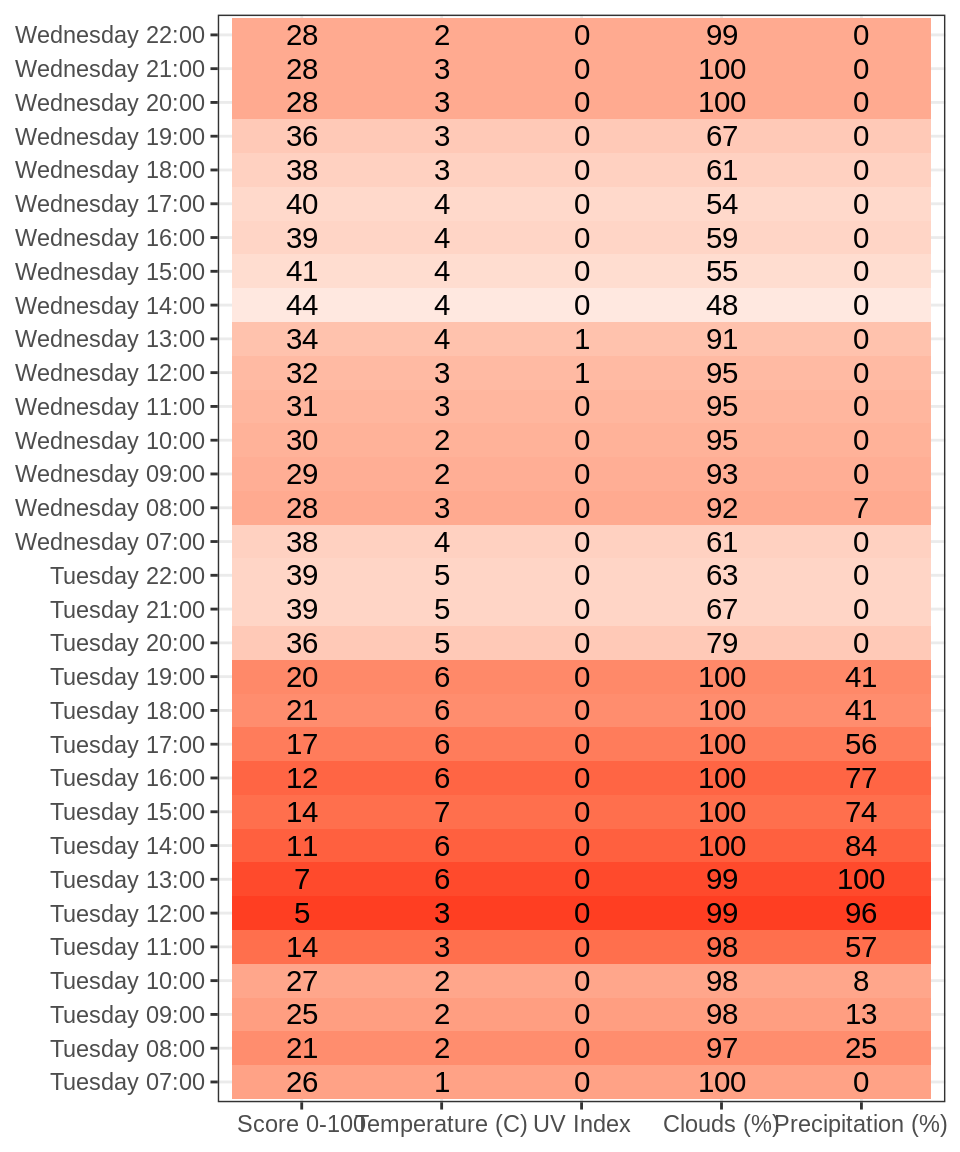 Wednesday 22:00 28 2 0 99 0
Wednesday 21:00 28 3 0 100 0
Wednesday 20:00 28 3 0 100 0
Wednesday 19:00 36 3 0 67 0
Wednesday 18:00 38 3 0 61 0
Wednesday 17:00 40 4 0 54 0
Wednesday 16:00 39 4 0 59 0
Wednesday 15:00 41 4 0 55 0
Wednesday 14:00 44 4 0 48 0
Wednesday 13:00 34 4 1 91 0
Wednesday 12:00 32 3 1 95 0
Wednesday 11:00 31 3 0 95 0
Wednesday 10:00 30 2 0 95 0
Wednesday 09:00 29 2 0 93 0
Wednesday 08:00 28 3 0 92 7
Wednesday 07:00 38 4 0 61 0
Tuesday 22:00 39 5 0 63 0
Tuesday 21:00 39 5 0 67 0
Tuesday 20:00 36 5 0 79 0
Tuesday 19:00 20 6 0 100 41
Tuesday 18:00 21 6 0 100 41
Tuesday 17:00 17 6 0 100 56
Tuesday 16:00 12 6 0 100 77
Tuesday 15:00 14 7 0 100 74
Tuesday 14:00 11 6 0 100 84
Tuesday 13:00 7 6 0 99 100
Tuesday 12:00 5 3 0 99 96
Tuesday 11:00 14 3 0 98 57
Tuesday 10:00 27 2 0 98 8
Tuesday 09:00 25 2 0 98 13
Tuesday 08:00 21 2 0 97 25
Tuesday 07:00 26 1 0 100 0
Score 0-100 Temperature (C) UV Index Clouds (%) Precipitation (%)